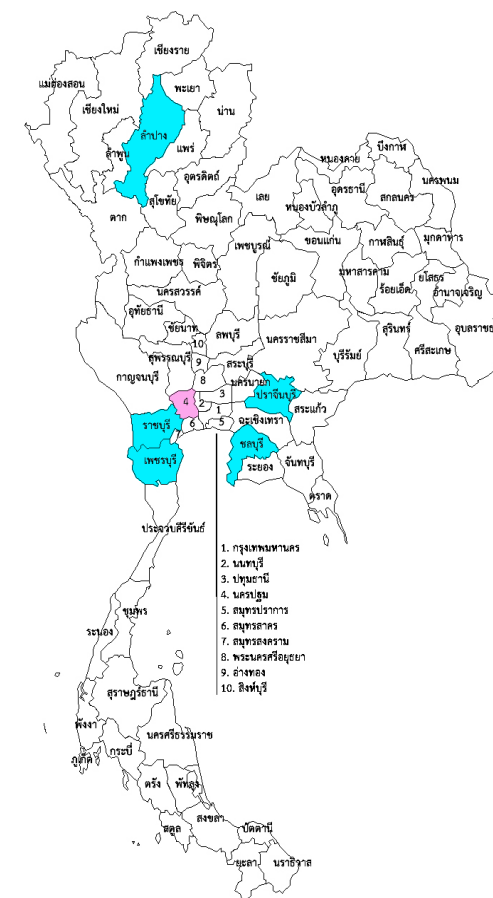 เชียงราย
แม่ฮ่องสอน
พะเยา
เชียงใหม่
น่าน
ลำปาง
ลำพูน
แพร่
บึงกาฬ
หนองคาย
อุตรดิตถ์
นครพนม
เลย
อุดรธานี
สกลนคร
สุโขทัย
หนองบัวลำภู
ตาก
พิษณุโลก
เพชรบูรณ์
ขอนแก่น
กาฬสินธุ์
มุกดาหาร
กำแพงเพชร
พิจิตร
ชัยภูมิ
มหาสารคาม
ยโสธร
ร้อยเอ็ด
อำนาจเจริญ
นครสวรรค์
อุทัยธานี
ชัยนาท
ลพบุรี
นครราชสีมา
สุรินทร์
อุบลราชธ
10
บุรีรัมย์
ศรีสะเกษ
สุพรรณบุรี
9
สระบุรี
กาญจนบุรี
8
นครนายก
4
2
3
ปราจีนบุรี
1
สระแก้ว
ราชบุรี
6
5
ฉะเชิงเทรา
ชลบุรี
เพชรบุรี
ระยอง
จันทบุรี
ตราด
ประจวบคีรีขันธ์
1. กรุงเทพมหานคร
2. นนทบุรี
3. ปทุมธานี
4. นครปฐม
5. สมุทรปราการ
6. สมุทรสาคร
7. สมุทรสงคราม
8. พระนครศรีอยุธยา
9. อ่างทอง
10. สิงห์บุรี
ชุมพร
ระนอง
สุราษฎร์ธานี
พังงา
นครศรีธรรมราช
กระบี่
ภูเก็ต
ตรัง
พัทลุง
สงขลา
สตูล
ปัตตานี
ยะลา
นราธิวาส